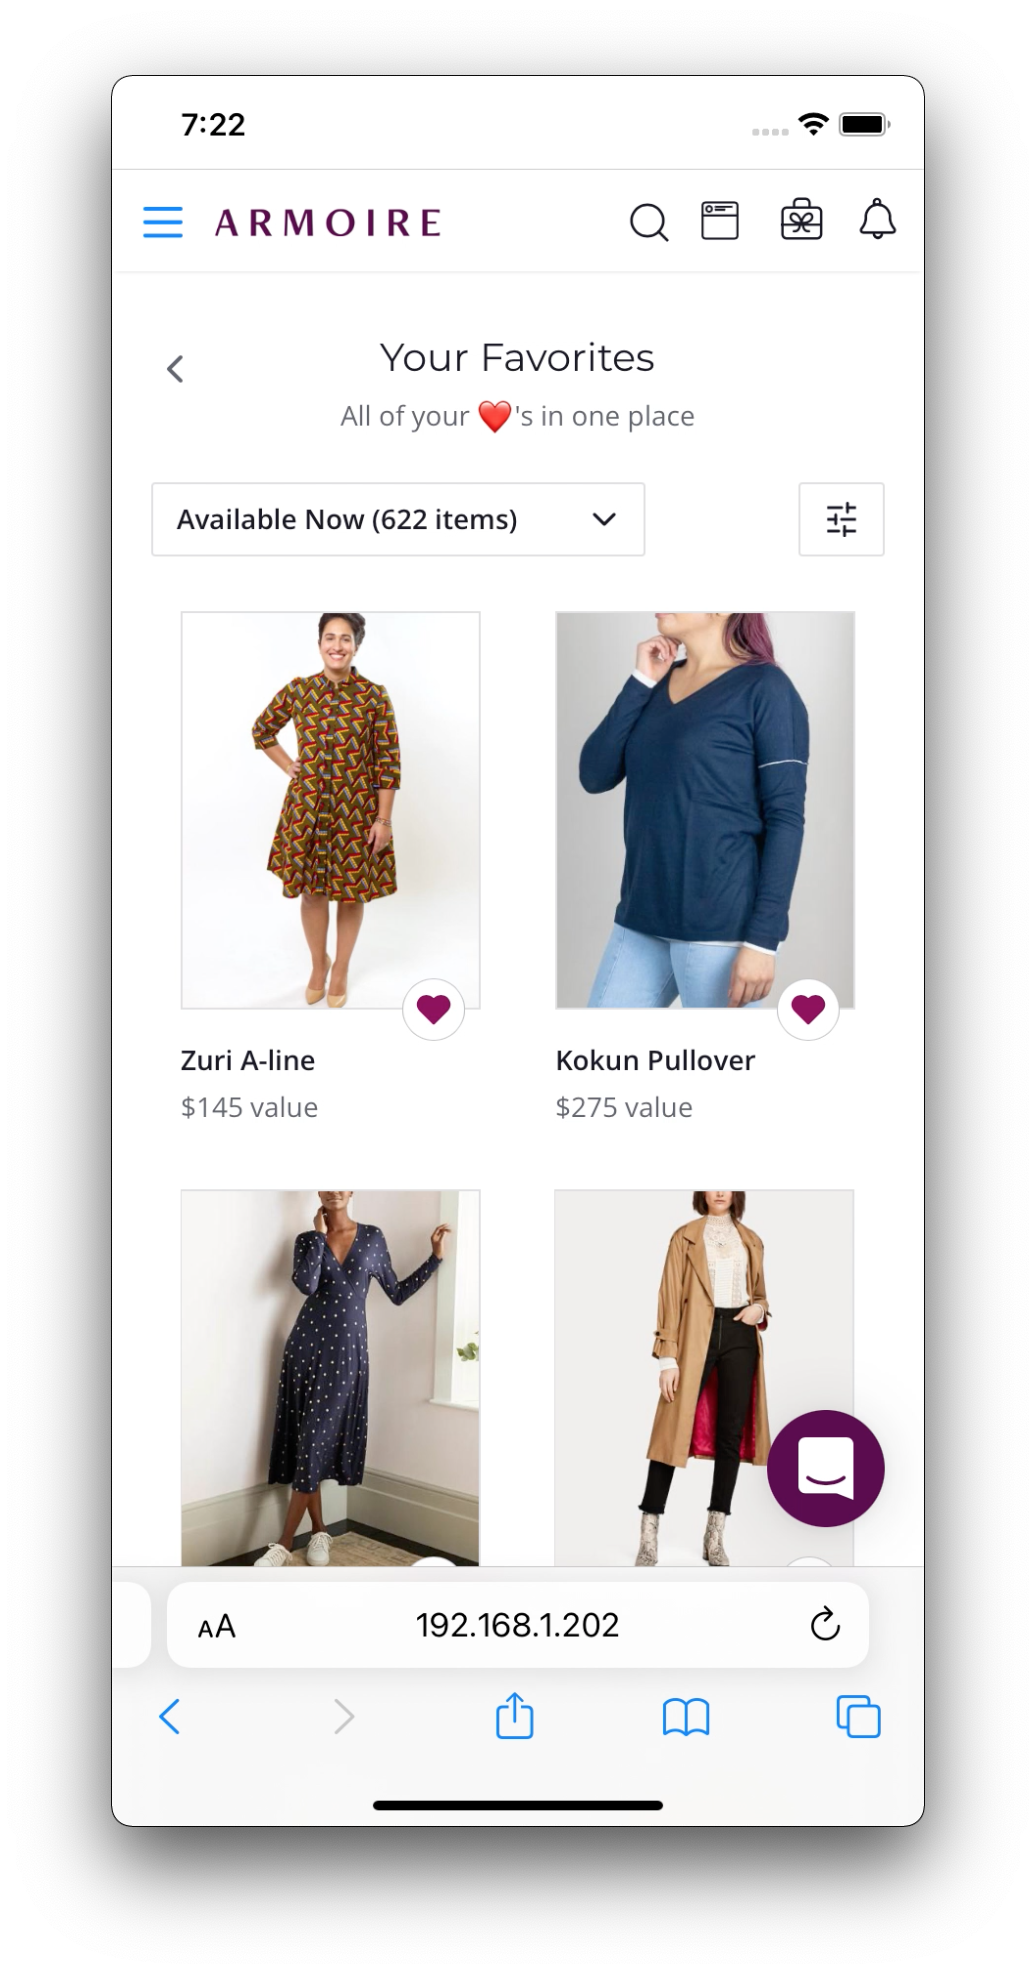 7:22
ARMOIRE
Your Favorites
All of your ❤️'s in one place
Available Now (622 items)
Zuri A-line
$145 value
Kokun Pullover
$275 value
AA
192.168.1.202